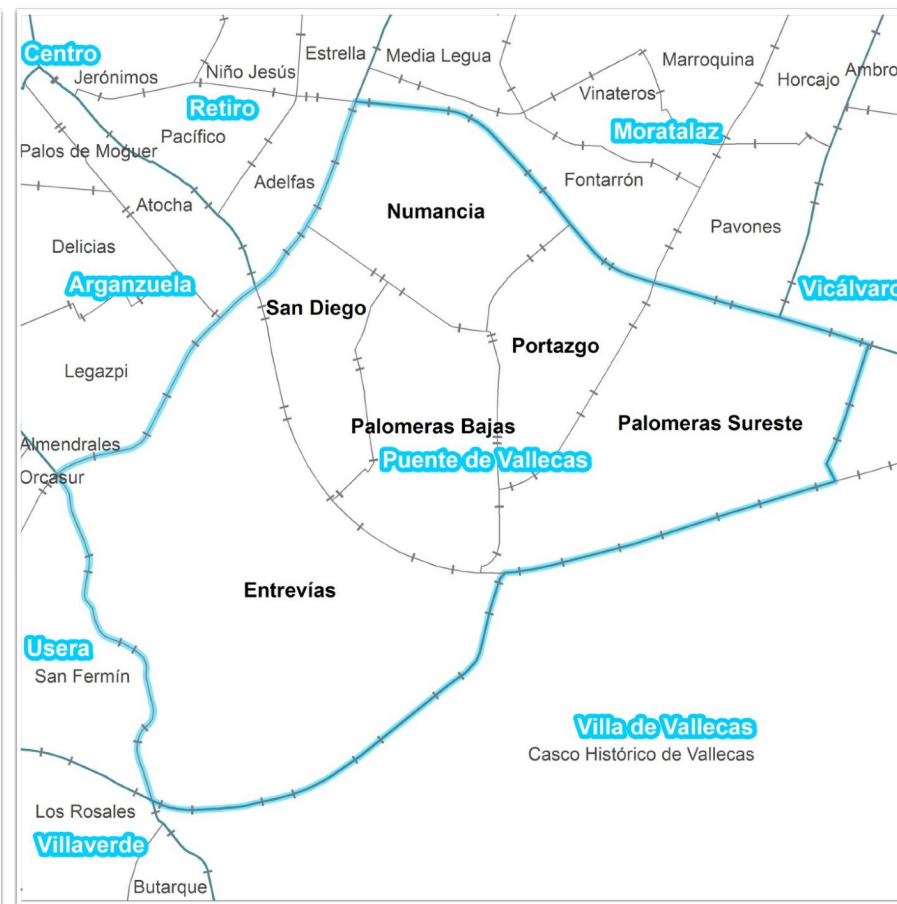 Centro
Estrella
Media Legua
Marroquina
Jerónimos
Niño Jesús
Horcajo
Ambro
Vinateros
Retiro
Moratalaz
Pacífico
Palos de Moguer
Adelfas
Fontarrón
Atocha
Numancia
Pavones
Delicias
Arganzuela
Vicálvaro
San Diego
Portazgo
Legazpi
Palomeras Bajas
Palomeras Sureste
Almendrales
Puente de Vallecas
Orcasur
Entrevías
Usera
San Fermín
Villa de Vallecas
Casco Histórico de Vallecas
Los Rosales
Villaverde
Butarque